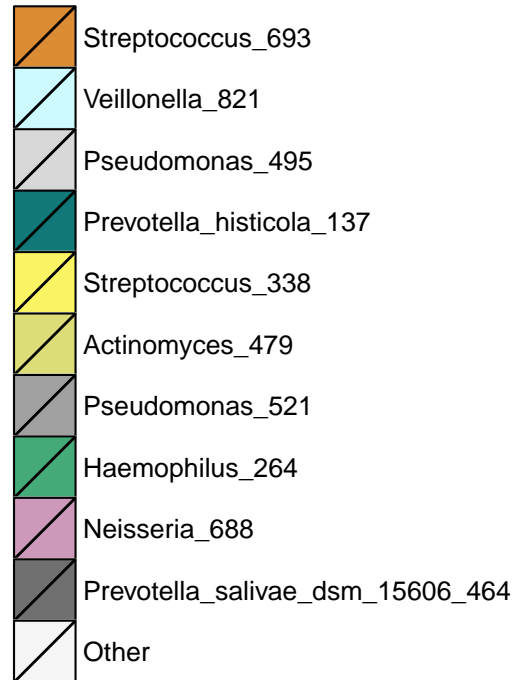 Streptococcus_693
Veillonella_821
Pseudomonas_495
Prevotella_histicola_137
Streptococcus_338
Actinomyces_479
Pseudomonas_521
Haemophilus_264
Neisseria_688
Prevotella_salivae_dsm_15606_464
Other